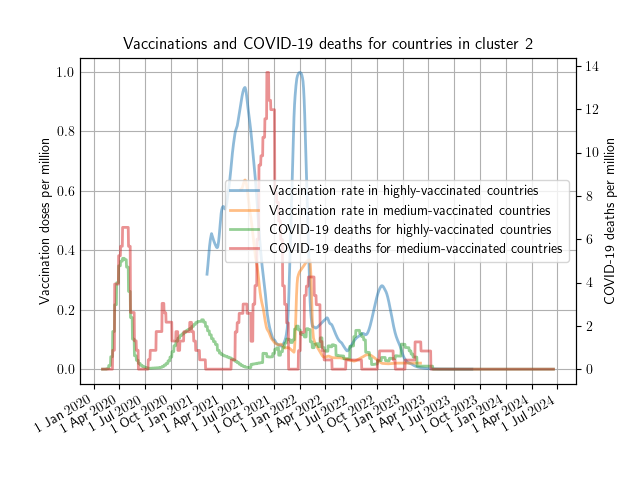 Vaccinations and COVID-19 deaths for countries in cluster 2
Vaccination doses per million
1.0
0.8
0.6
0.4
0.2
0.0
14
12
10
8
6
4
2
0
COVID-19 deaths per million
Vaccination rate in highly-vaccinated countries
Vaccination rate in medium-vaccinated countries
COVID-19 deaths for highly-vaccinated countries
COVID-19 deaths for medium-vaccinated countries
1 Jan 2020
1 Apr 2020
1 Jul 2020
1 Oct 2020
1 Jan 2021
1 Apr 2021
1 Jul 2021
1 Oct 2021
1 Jan 2022
1 Apr 2022
1 Jul 2022
1 Oct 2022
1 Jan 2023
1 Apr 2023
1 Jul 2023
1 Oct 2023
1 Jan 2024
1 Apr 2024
1 Jul 2024